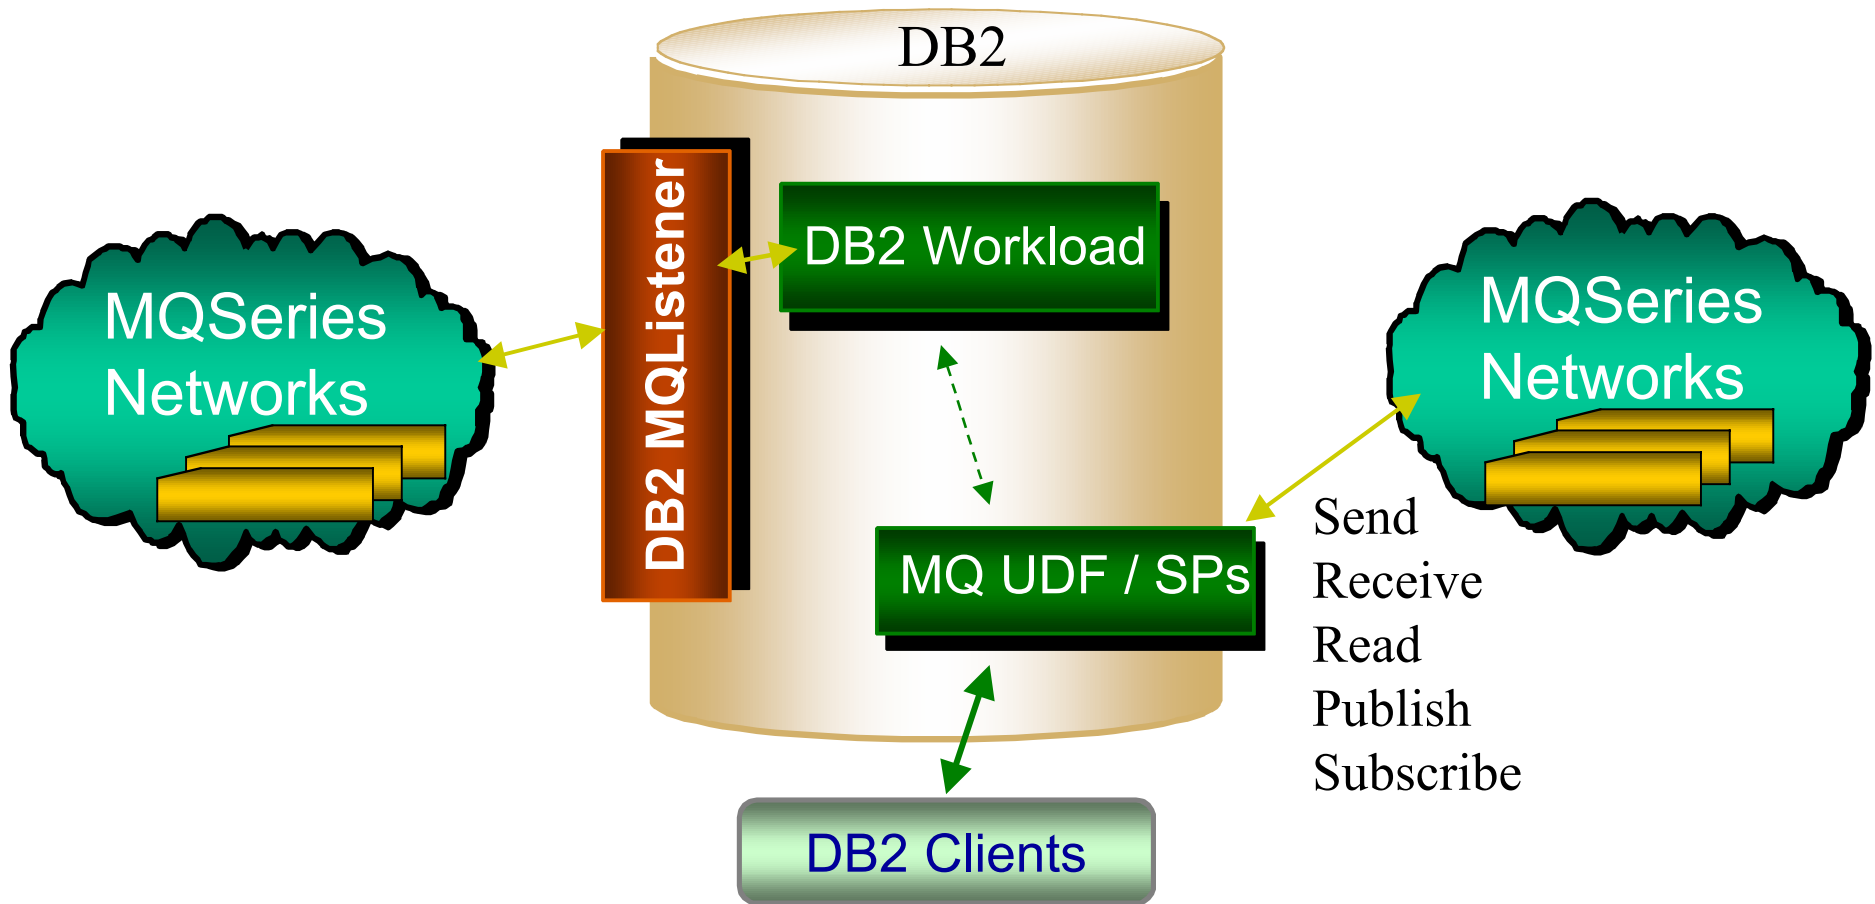 DB2
DB2 MQListener
DB2 Workload
MQSeries
Networks
MQSeries
Networks
MQ UDF / SPs
Send
Receive
Read
Publish
Subscribe
DB2 Clients